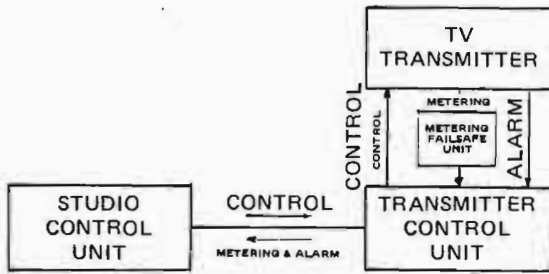 TV
TRANSMITTER
METERING
METERING
FAILSAFE
UNIT
CONTROL
CONTROL
ALARM
STUDIO
CONTROL
UNIT
CONTROL
METERING & ALARM
TRANSMITTER
CONTROL
UNIT